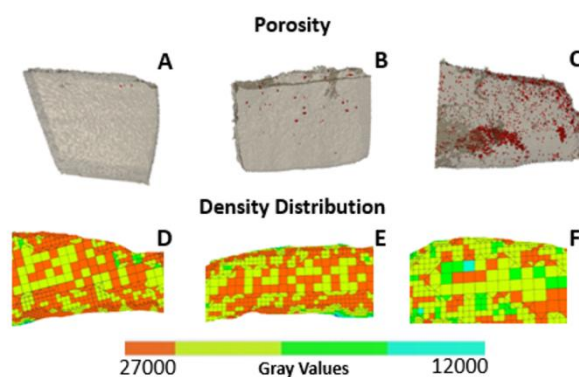 Porosity
A B C
Density Distribution
D E F
27000 Gray Values 12000